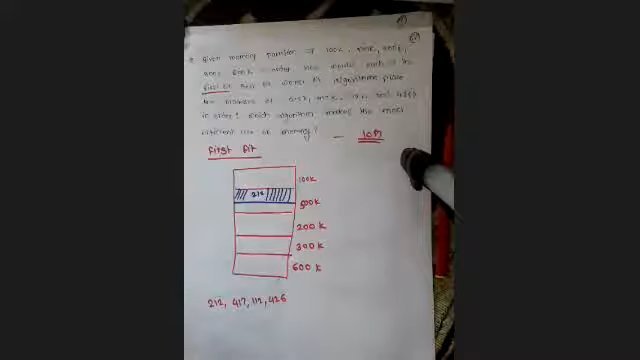 Given memory partition of 100k, 500k, 200k,
300k 600k in order how would each of the
first fit best fit worst fit algorithms place
the process of 212k, 417k, 112k and 426k
in order? which algorithm makes the most
efficient use of memory? — 10M
First fit
100k
212
500k
200k
300k
600k
212, 417, 112, 426